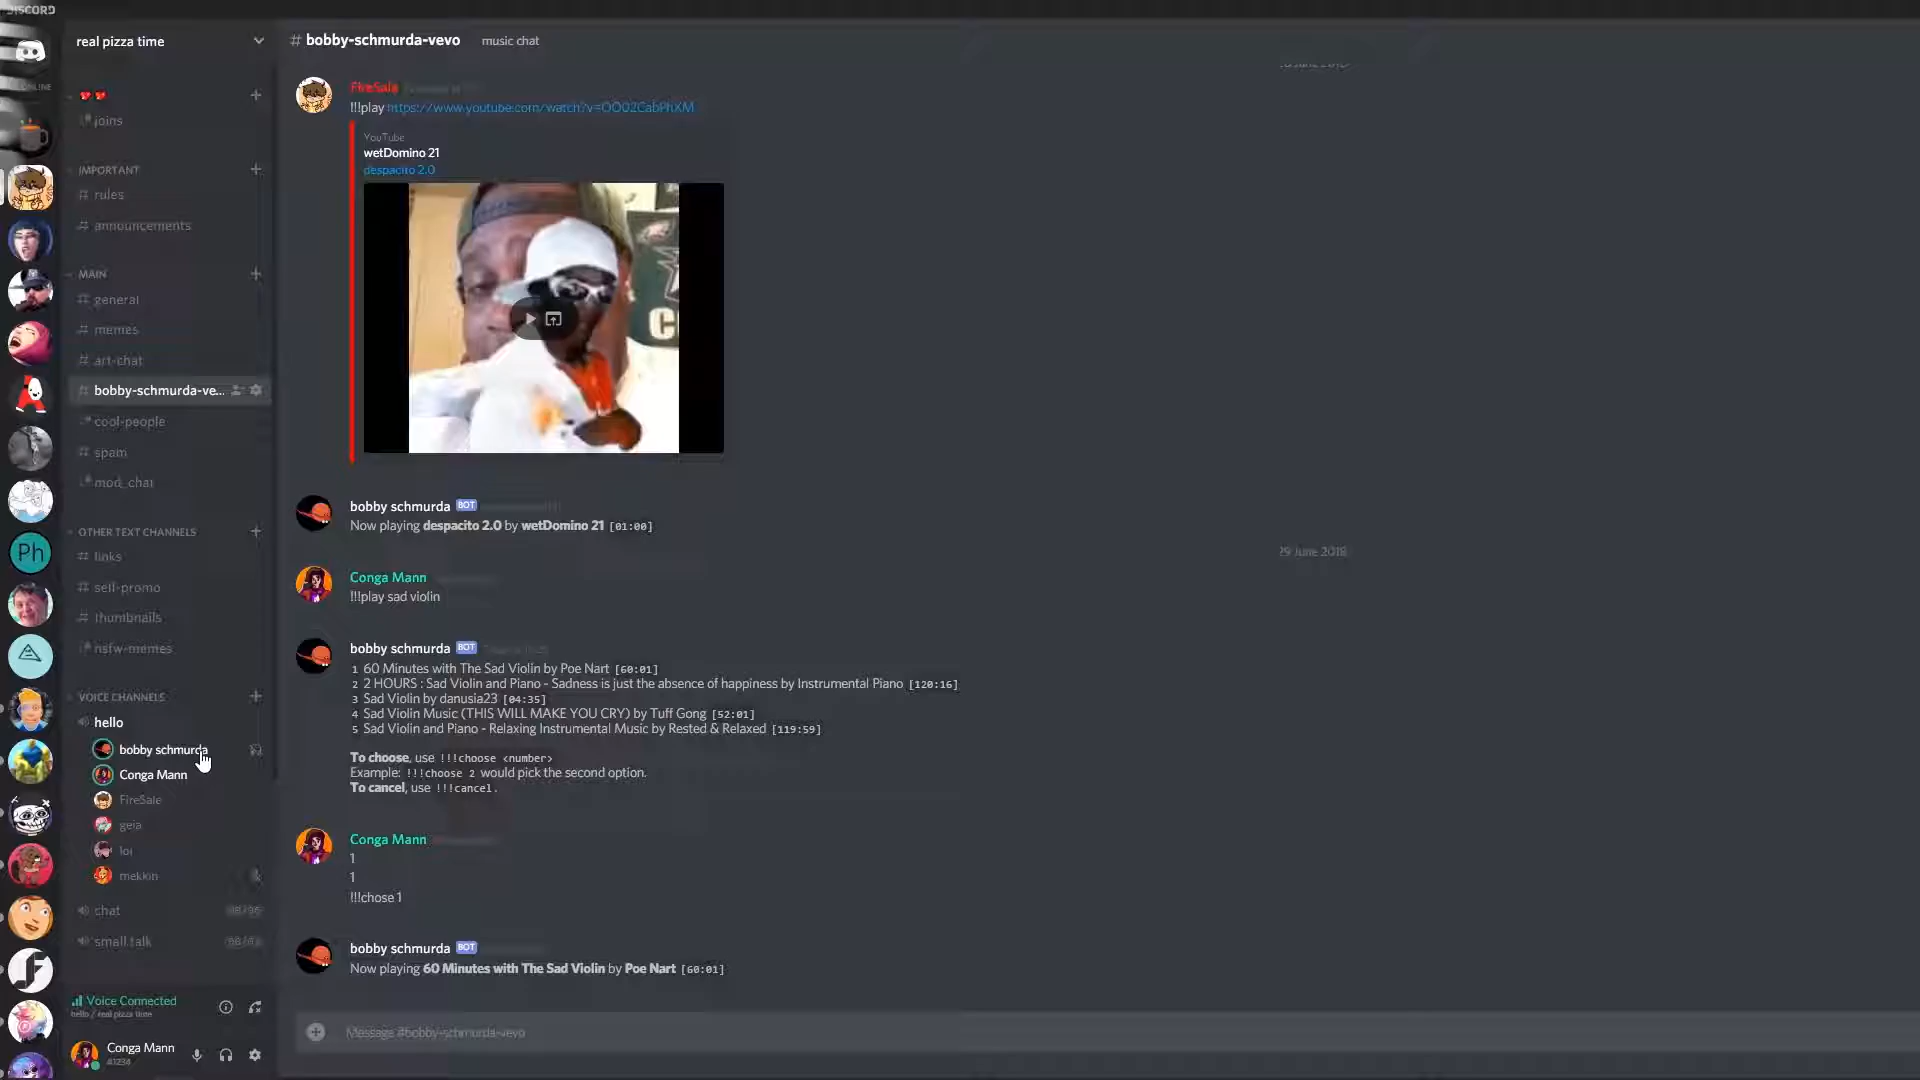 DISCORD
real pizza time
# bobby-schmurda-vevo music chat
ONLINE
joins
IMPORTANT
# rules
# announcements
MAIN
# general
# memes
# art-chat
# bobby-schmurda-ve...
cool-people
# spam
mod_chat
OTHER TEXT CHANNELS
# links
# self-promo
# thumbnails
nsfw-memes
Ph
VOICE CHANNELS
hello
bobby schmurda
Conga Mann
FireSale
geia
loi
mekkin
chat
small talk
Voice Connected
hello / real pizza time
Conga Mann
#1234
FireSale
!!!play https://www.youtube.com/watch?v=OO02CabPhXM
YouTube
wetDomino 21
despacito 2.0
C
bobby schmurda BOT
Now playing despacito 2.0 by wetDomino 21 [01:00]
29 June 2018
Conga Mann
!!!play sad violin
bobby schmurda BOT
1 60 Minutes with The Sad Violin by Poe Nart [60:01]
2 2 HOURS : Sad Violin and Piano - Sadness is just the absence of happiness by Instrumental Piano [120:16]
3 Sad Violin by danusia23 [04:35]
4 Sad Violin Music (THIS WILL MAKE YOU CRY) by Tuff Gong [52:01]
5 Sad Violin and Piano - Relaxing Instrumental Music by Rested & Relaxed [119:59]
To choose, use !!!choose <number>
Example: !!!choose 2 would pick the second option.
To cancel, use !!!cancel.
Conga Mann
1
1
!!!chose 1
bobby schmurda BOT
Now playing 60 Minutes with The Sad Violin by Poe Nart [60:01]
Message #bobby-schmurda-vevo